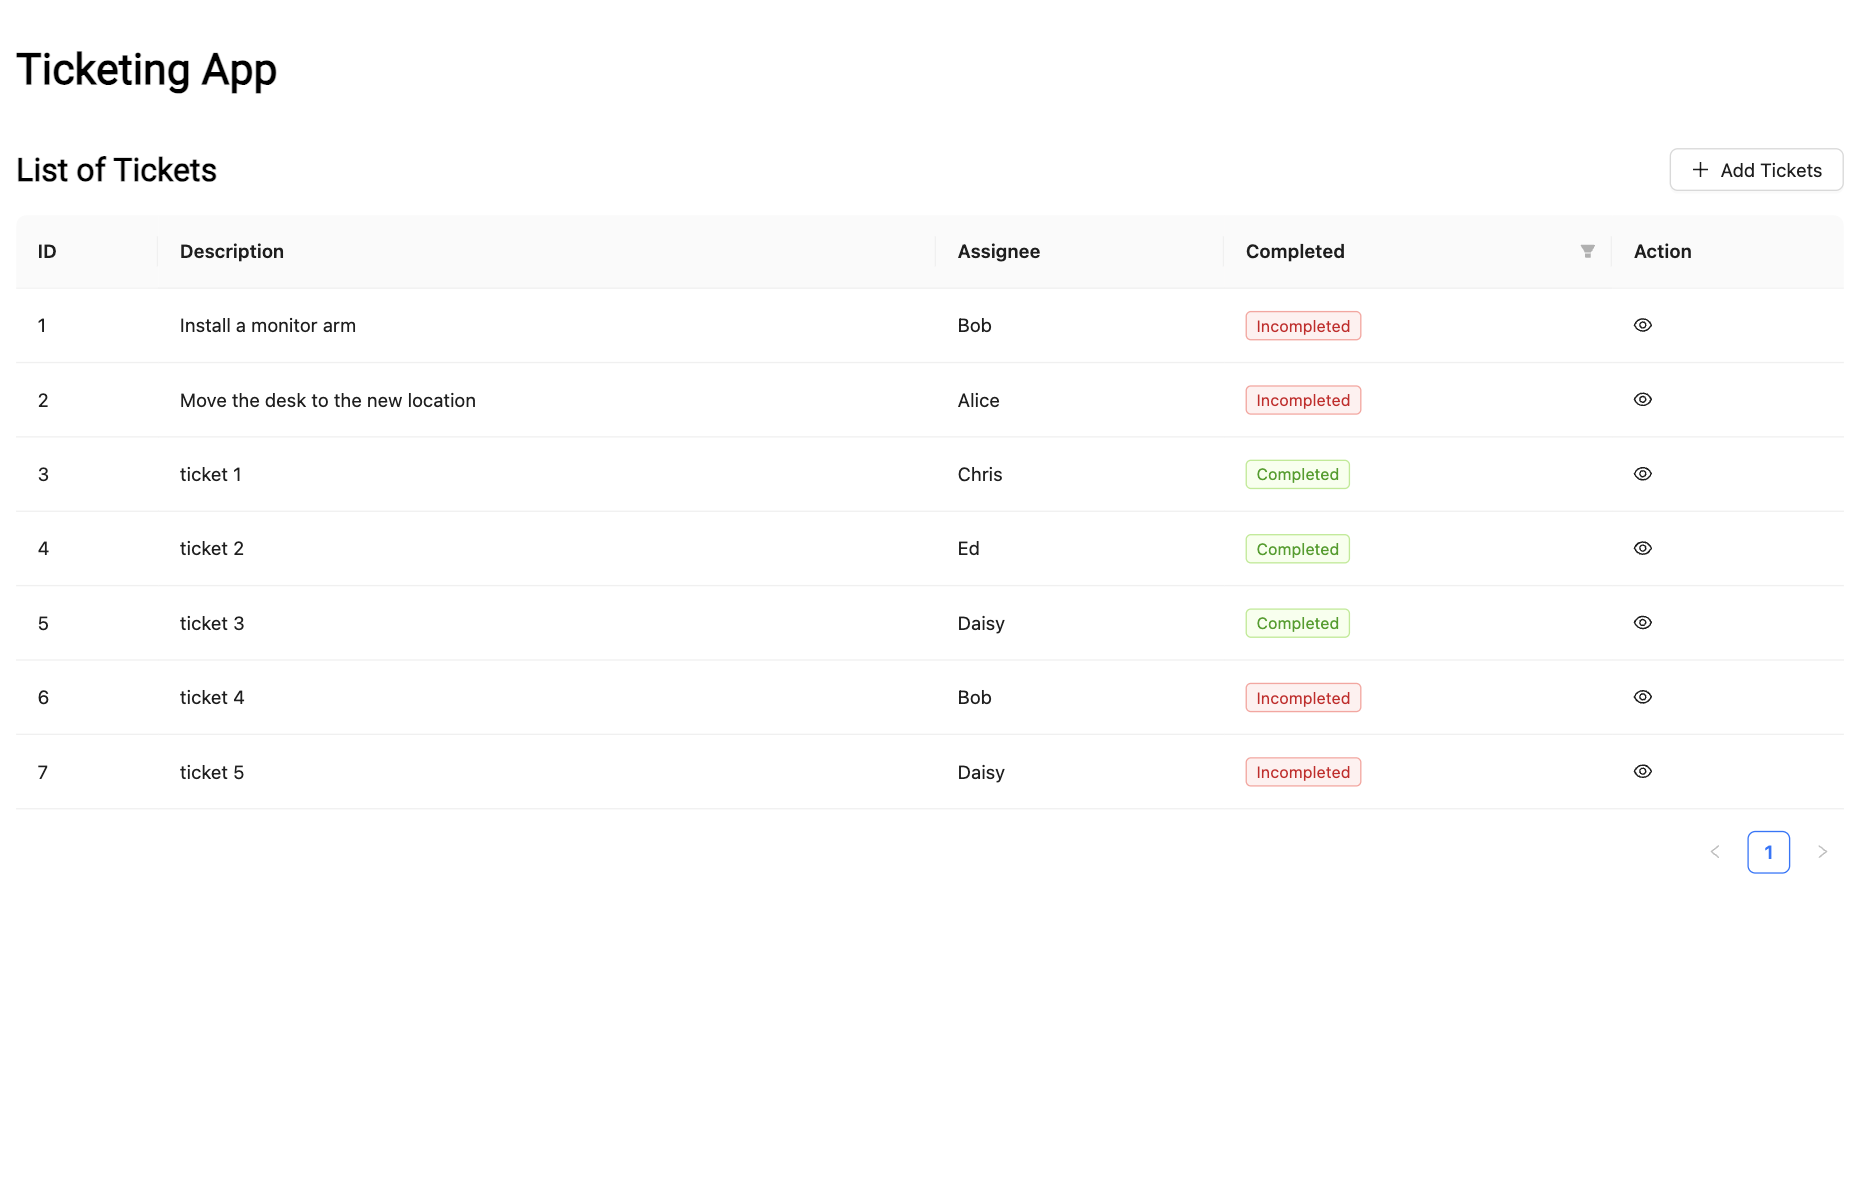 Ticketing App
List of Tickets
Add Tickets
ID Description Assignee Completed Action
1 Install a monitor arm Bob Incompleted
2 Move the desk to the new location Alice Incompleted
3 ticket 1 Chris Completed
4 ticket 2 Ed Completed
5 ticket 3 Daisy Completed
6 ticket 4 Bob Incompleted
7 ticket 5 Daisy Incompleted
1